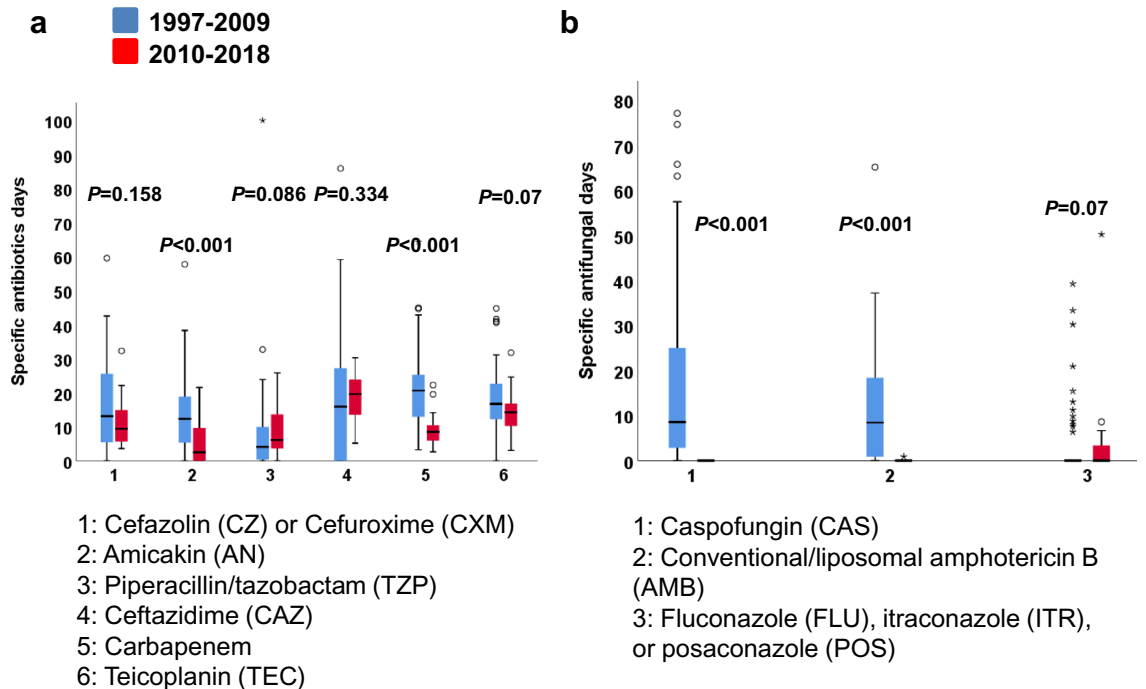 a
1997-2009
2010-2018
Specific antibiotics days
100
90
80
70
60
50
40
30
20
10
0
P=0.158
P<0.001
P=0.086
P=0.334
P<0.001
P=0.07
1 2 3 4 5 6
1: Cefazolin (CZ) or Cefuroxime (CXM)
2: Amicakin (AN)
3: Piperacillin/tazobactam (TZP)
4: Ceftazidime (CAZ)
5: Carbapenem
6: Teicoplanin (TEC)
b
Specific antifungal days
80
70
60
50
40
30
20
10
0
P<0.001
P<0.001
P=0.07
1 2 3
1: Caspofungin (CAS)
2: Conventional/liposomal amphotericin B
(AMB)
3: Fluconazole (FLU), itraconazole (ITR),
or posaconazole (POS)